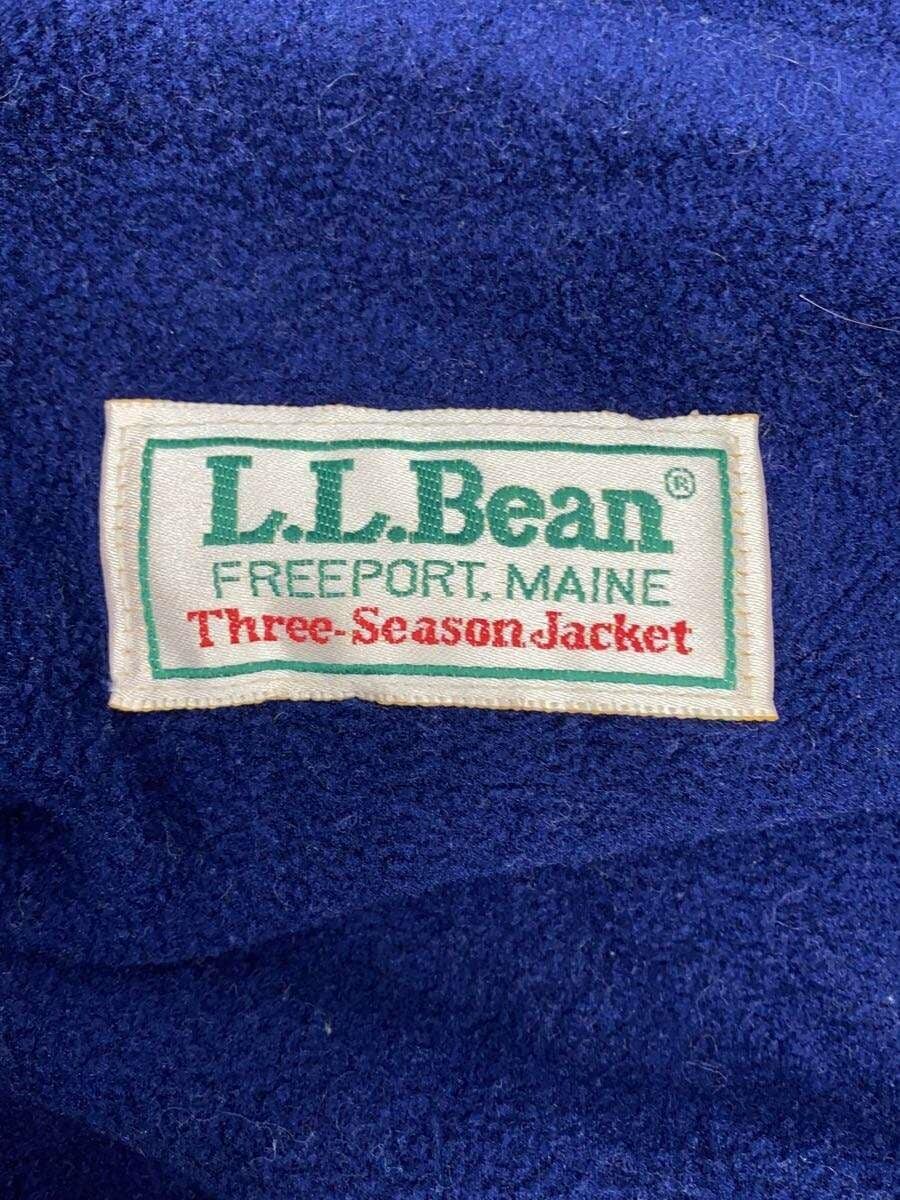 L.L.Bean®
FREEPORT, MAINE
Three-Season Jacket